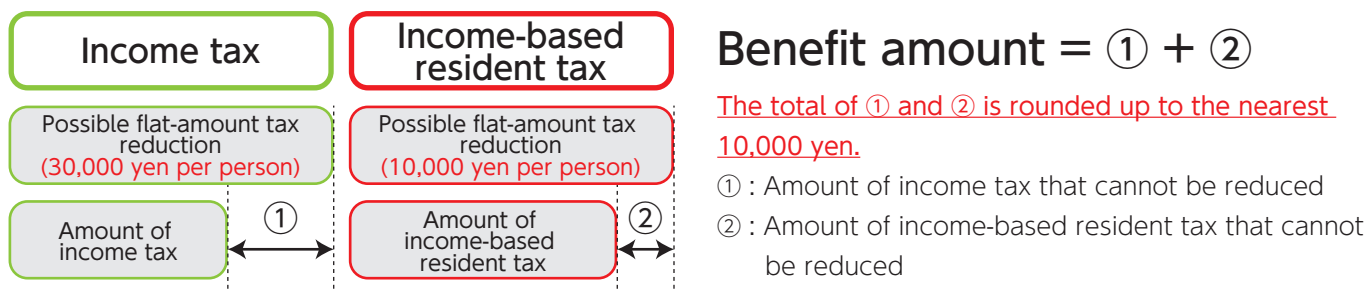 Income tax
Income-based
resident tax
Possible flat-amount tax
reduction
(30,000 yen per person)
Possible flat-amount tax
reduction
(10,000 yen per person)
Amount of
income tax
①
Amount of
income-based
resident tax
②
Benefit amount = ① + ②
The total of ① and ② is rounded up to the nearest
10,000 yen.
① : Amount of income tax that cannot be reduced
② : Amount of income-based resident tax that cannot
be reduced